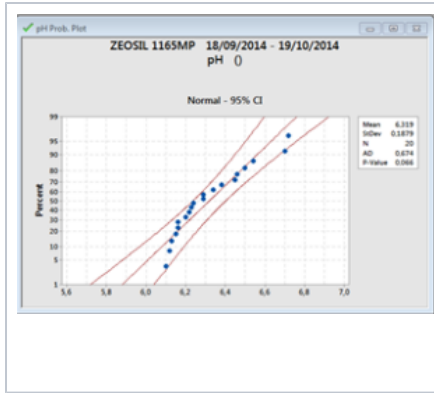 pH Prob. Plot
ZEOSIL 1165MP 18/09/2014 - 19/10/2014
pH ()
Normal - 95% CI
99
95
90
80
70
60
50
40
30
20
10
5
1
Percent
5,6 5,8 6,0 6,2 6,4 6,6 6,8 7,0
Mean 6,319
StDev 0,1879
N 20
AD 0,674
P-Value 0,066